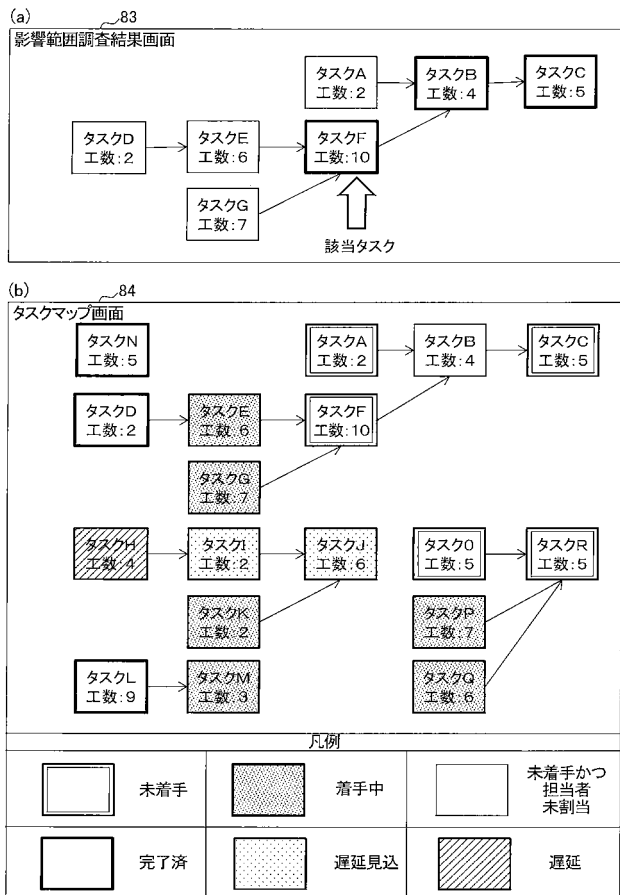 (a)
83
影響範囲調査結果画面
タスクA
工数:2
タスクB
工数:4
タスクC
工数:5
タスクD
工数:2
タスクE
工数:6
タスクF
工数:10
タスクG
工数:7
該当タスク
(b)
84
タスクマップ画面
タスクN
工数:5
タスクA
工数:2
タスクB
工数:4
タスクC
工数:5
タスクD
工数:2
タスクE
工数:6
タスクF
工数:10
タスクG
工数:7
タスクH
工数:4
タスクI
工数:2
タスクJ
工数:6
タスクO
工数:5
タスクR
工数:5
タスクK
工数:2
タスクP
工数:7
タスクL
工数:9
タスクM
工数:3
タスクQ
工数:6
凡例
未着手
着手中
未着手かつ
担当者
未割当
完了済
遅延見込
遅延